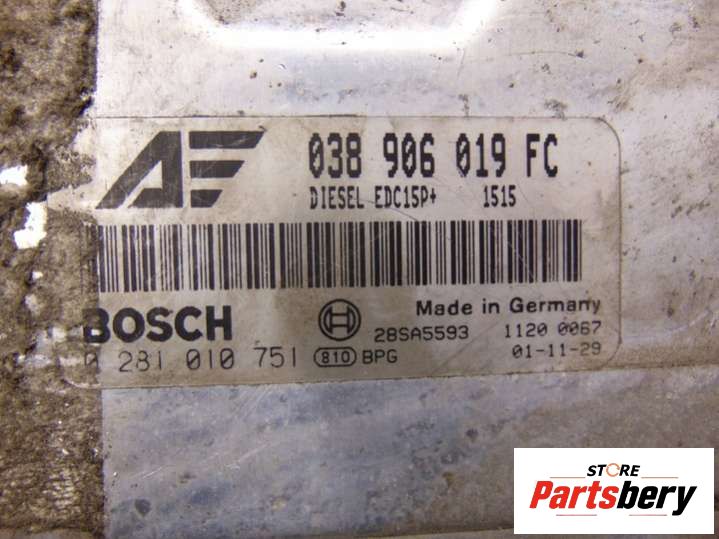 AE
038 906 019 FC
DIESEL EDC15P+ 1515
BOSCH
Made in Germany
28SA5593 1120 0067
0 281 010 751 810 BPG 01-11-29
STORE
Partsbery